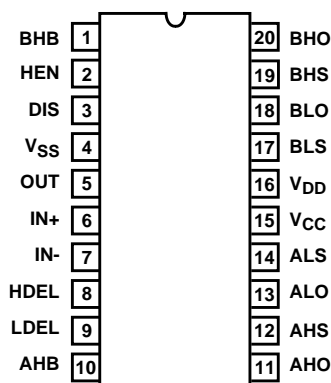 BHB 1 20 BHO
HEN 2 19 BHS
DIS 3 18 BLO
VSS 4 17 BLS
OUT 5 16 VDD
IN+ 6 15 VCC
IN- 7 14 ALS
HDEL 8 13 ALO
LDEL 9 12 AHS
AHB 10 11 AHO